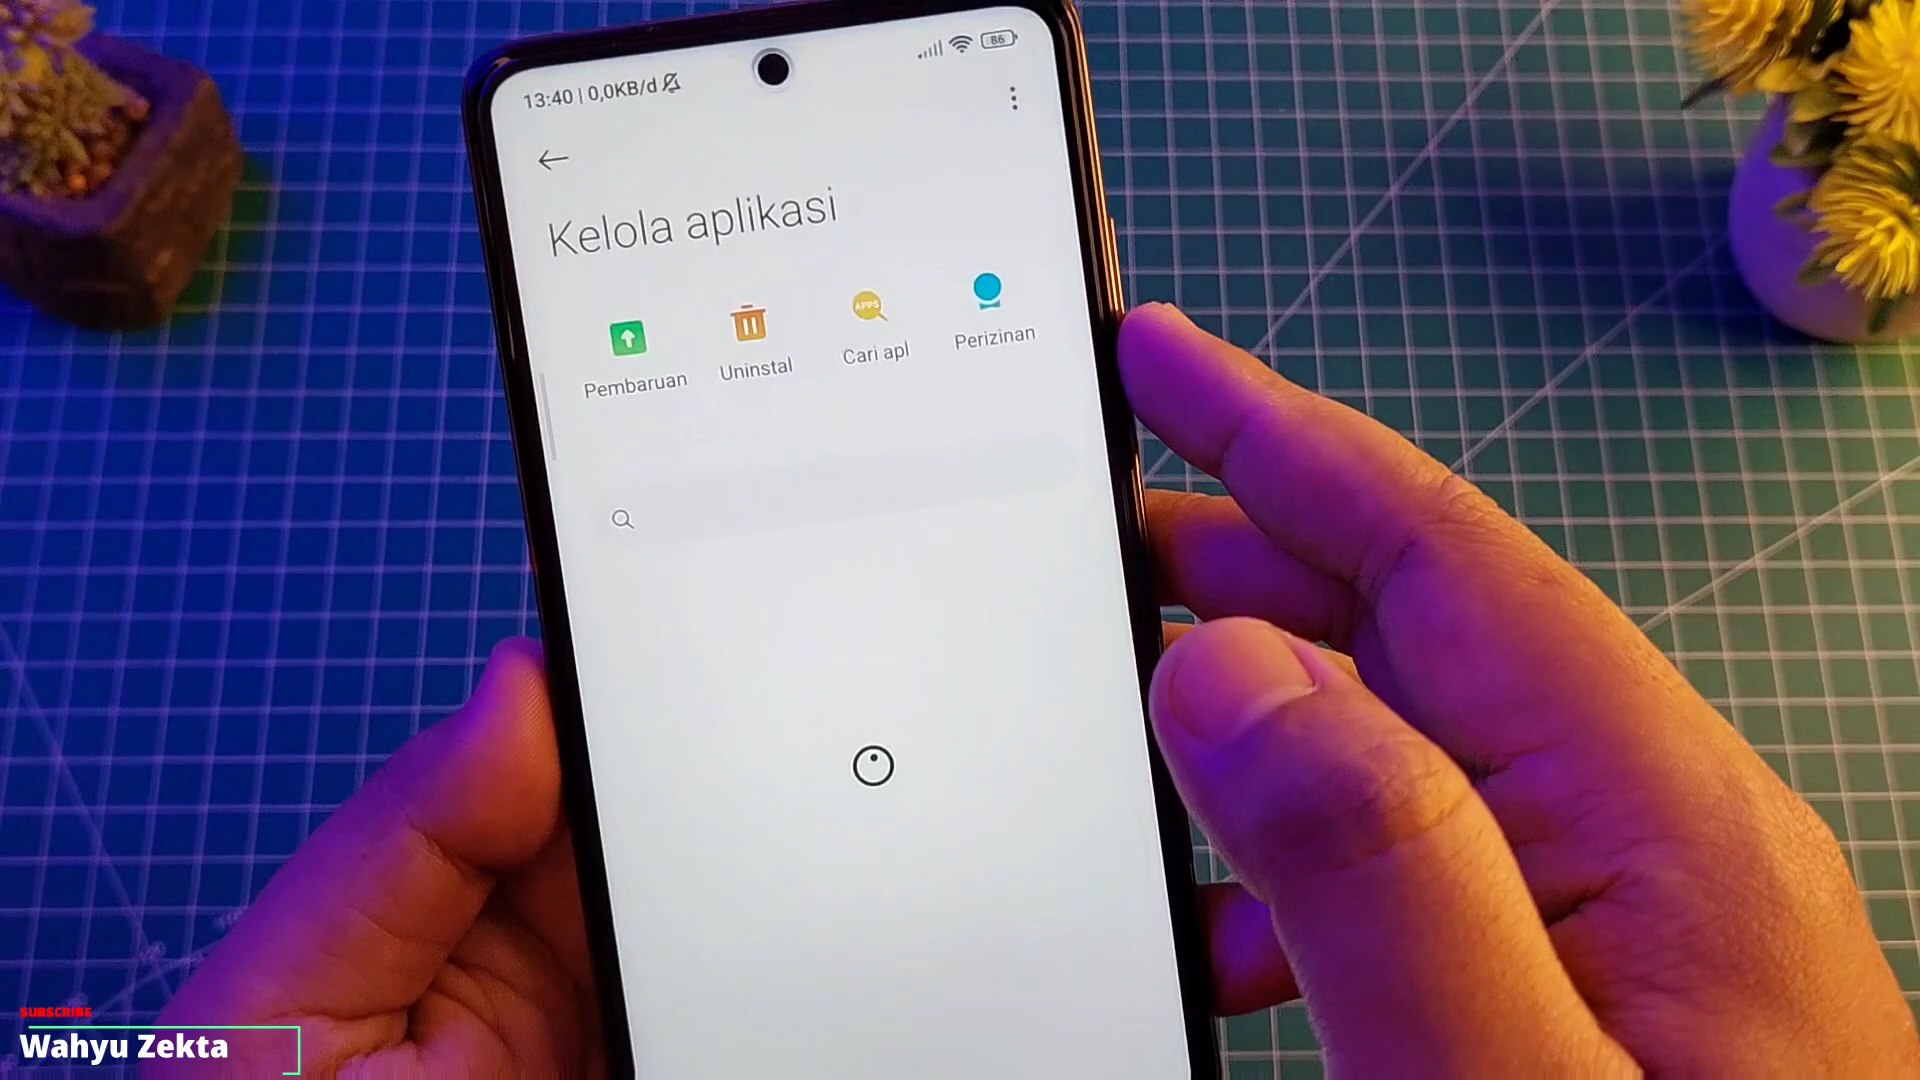 13:40 | 0,0KB/d
86
Kelola aplikasi
Pembaruan
Uninstal
APPS
Cari apl
Perizinan
SUBSCRIBE
Wahyu Zekta